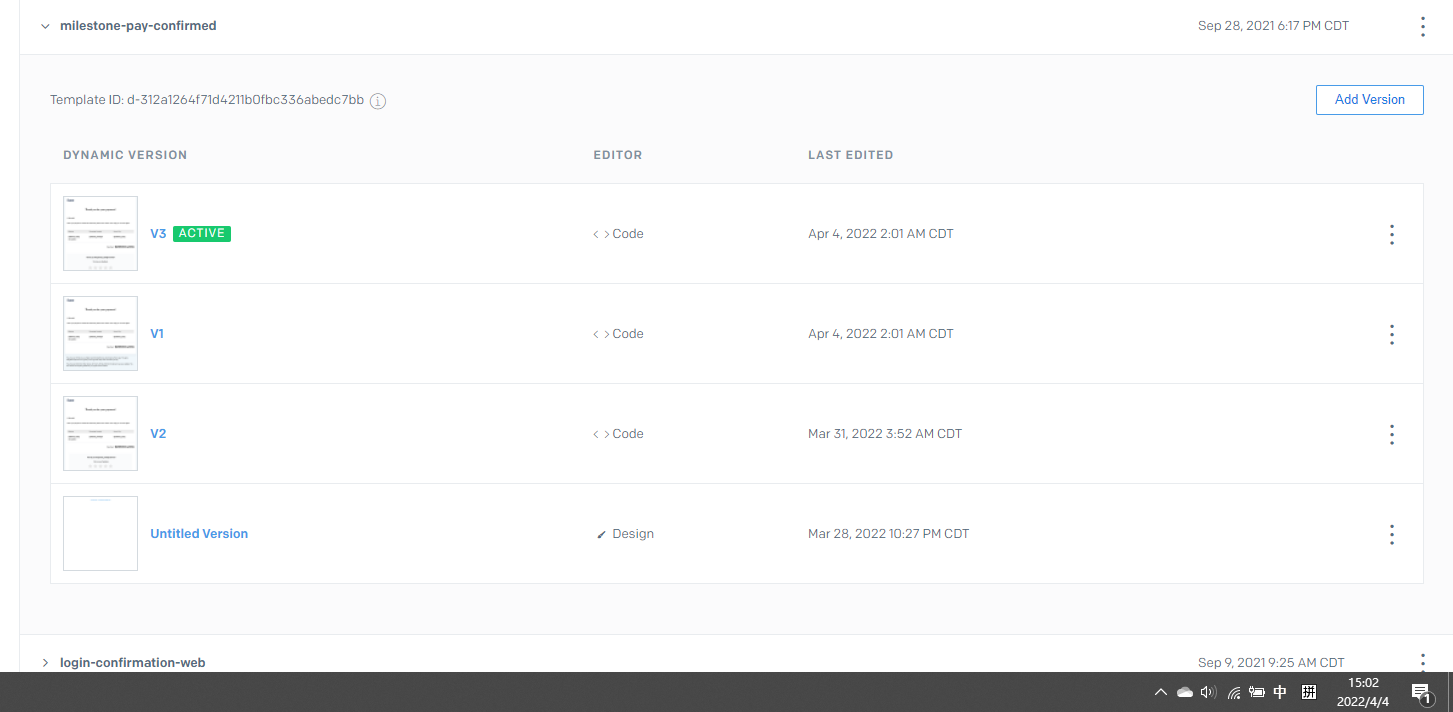 milestone-pay-confirmed Sep 28, 2021 6:17 PM CDT
Template ID: d-312a1264f71d4211b0fbc336abedc7bb Add Version
DYNAMIC VERSION EDITOR LAST EDITED
V3 ACTIVE <> Code Apr 4, 2022 2:01 AM CDT
V1 <> Code Apr 4, 2022 2:01 AM CDT
V2 <> Code Mar 31, 2022 3:52 AM CDT
Untitled Version Design Mar 28, 2022 10:27 PM CDT
login-confirmation-web Sep 9, 2021 9:25 AM CDT
中 拼 15:02 1
2022/4/4